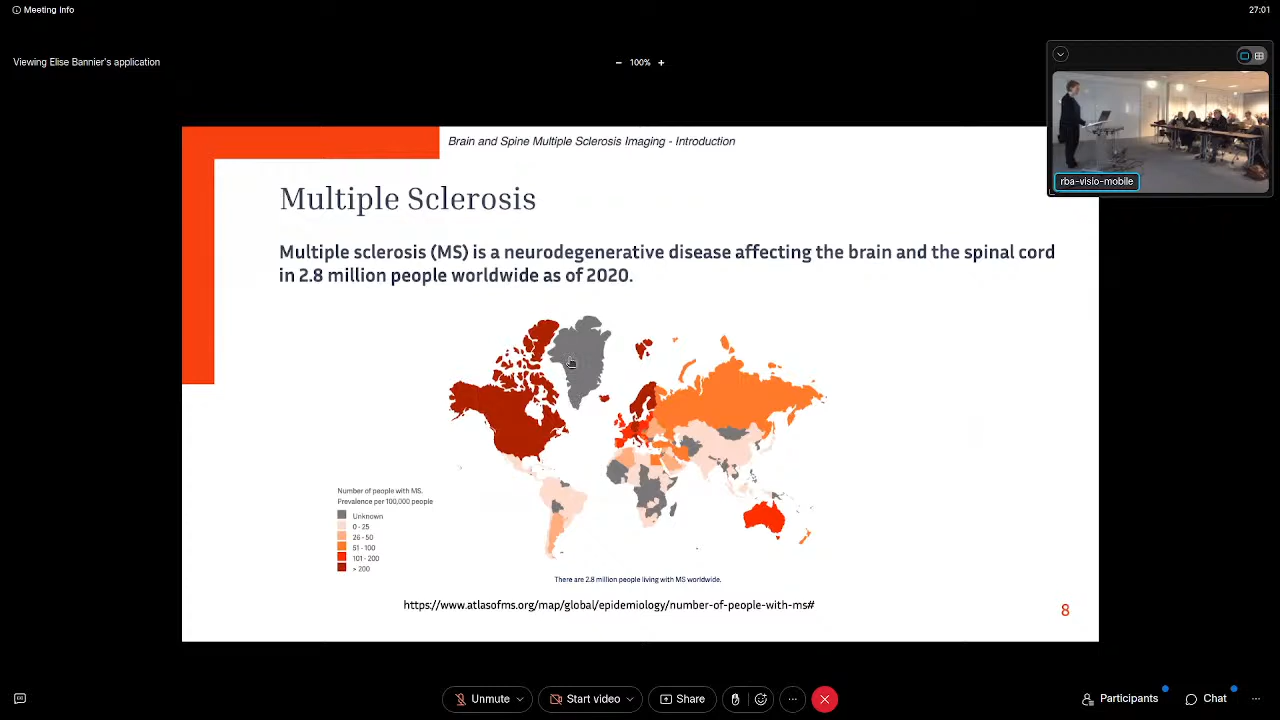 Meeting Info
27:01
Viewing Elise Bannier's application
− 100% +
rba-visio-mobile
Brain and Spine Multiple Sclerosis Imaging - Introduction
Multiple Sclerosis
Multiple sclerosis (MS) is a neurodegenerative disease affecting the brain and the spinal cord
in 2.8 million people worldwide as of 2020.
Number of people with MS.
Prevalence per 100,000 people
Unknown
0 - 25
26 - 50
51 - 100
101 - 200
> 200
There are 2.8 million people living with MS worldwide.
https://www.atlasofms.org/map/global/epidemiology/number-of-people-with-ms#
8
Unmute
Start video
Share
Participants
Chat